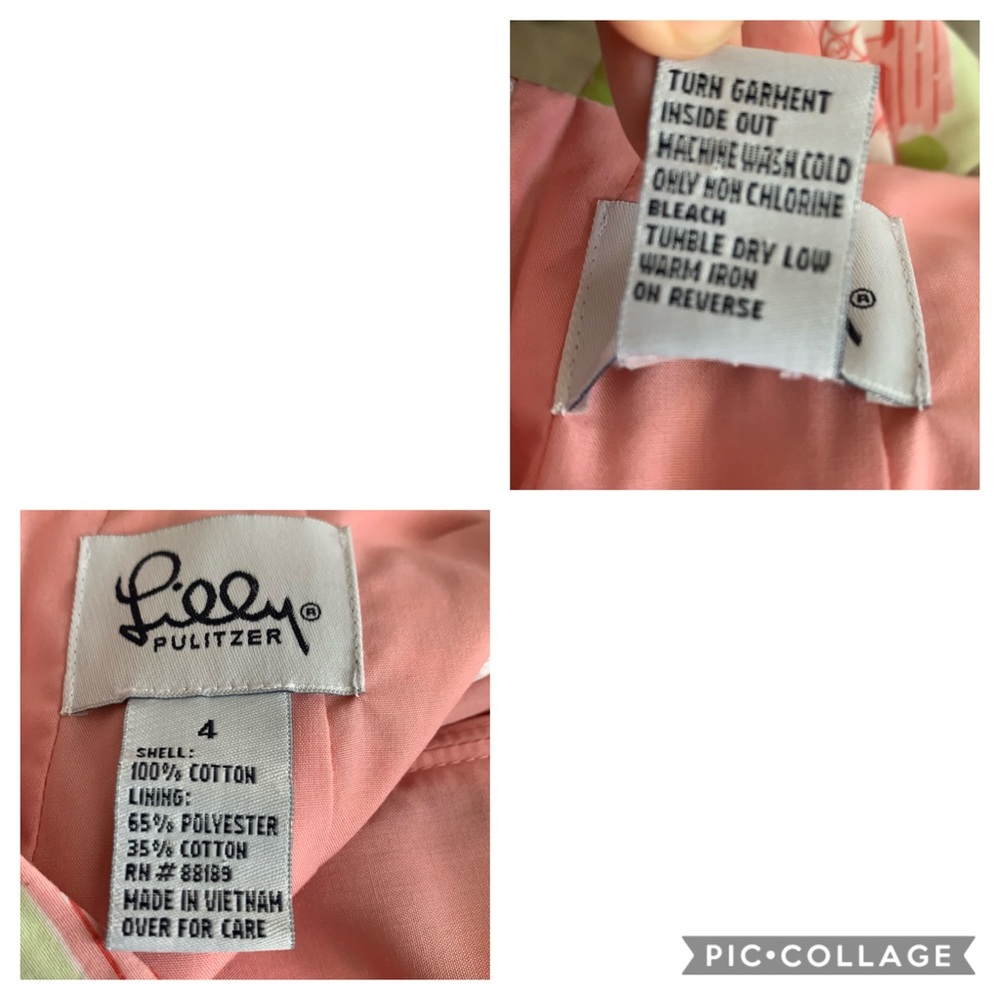 TURN GARMENT
INSIDE OUT
MACHINE WASH COLD
ONLY NON CHLORINE
BLEACH
TUMBLE DRY LOW
WARM IRON
ON REVERSE
®
Lilly®
PULITZER
4
SHELL:
100% COTTON
LINING:
65% POLYESTER
35% COTTON
RN # 88189
MADE IN VIETNAM
OVER FOR CARE
PIC•COLLAGE